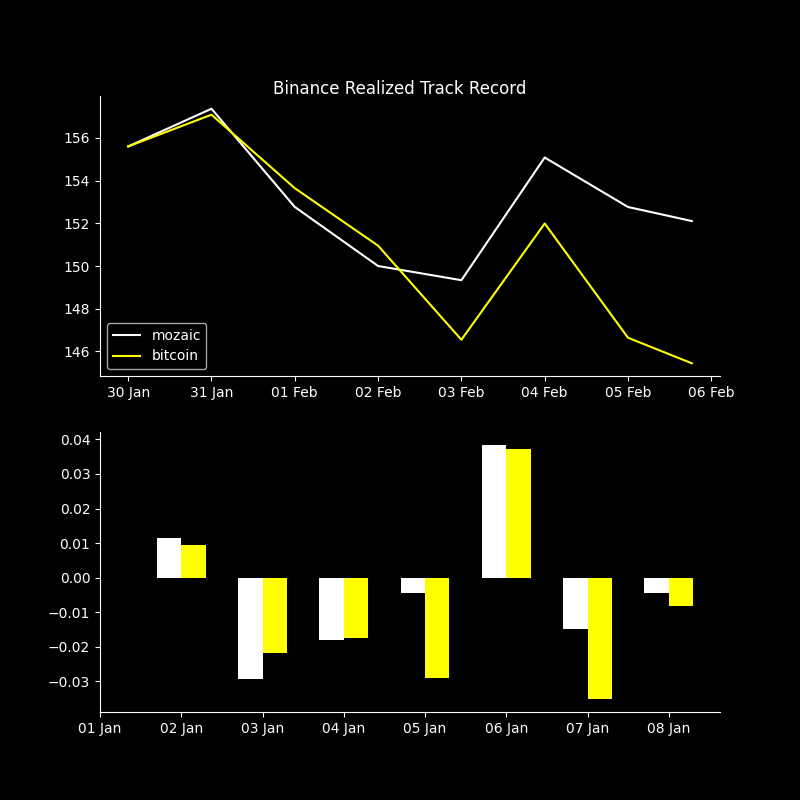 Binance Realized Track Record
156
154
152
150
148
146
mozaic
bitcoin
30 Jan 31 Jan 01 Feb 02 Feb 03 Feb 04 Feb 05 Feb 06 Feb
0.04
0.03
0.02
0.01
0.00
−0.01
−0.02
−0.03
01 Jan 02 Jan 03 Jan 04 Jan 05 Jan 06 Jan 07 Jan 08 Jan